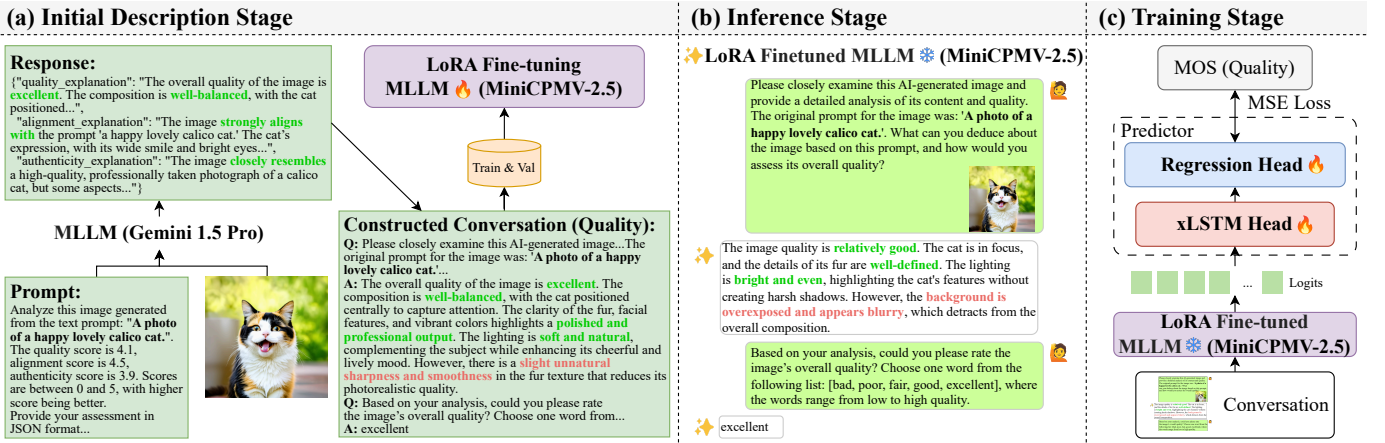 (a) Initial Description Stage
Response:
{"quality_explanation": "The overall quality of the image is
excellent. The composition is well-balanced, with the cat
positioned...",
"alignment_explanation": "The image strongly aligns
with the prompt 'a happy lovely calico cat.' The cat's
expression, with its wide smile and bright eyes...",
"authenticity_explanation": "The image closely resembles
a high-quality, professionally taken photograph of a calico
cat, but some aspects..."}
MLLM (Gemini 1.5 Pro)
Prompt:
Analyze this image generated
from the text prompt: "A photo
of a happy lovely calico cat.".
The quality score is 4.1,
alignment score is 4.5,
authenticity score is 3.9. Scores
are between 0 and 5, with higher
score being better.
Provide your assessment in
JSON format...
LoRA Fine-tuning
MLLM 🔥 (MiniCPMV-2.5)
Train & Val
Constructed Conversation (Quality):
Q: Please closely examine this AI-generated image...The
original prompt for the image was: 'A photo of a happy
lovely calico cat.'...
A: The overall quality of the image is excellent. The
composition is well-balanced, with the cat positioned
centrally to capture attention. The clarity of the fur, facial
features, and vibrant colors highlights a polished and
professional output. The lighting is soft and natural,
complementing the subject while enhancing its cheerful and
lively mood. However, there is a slight unnatural
sharpness and smoothness in the fur texture that reduces its
photorealistic quality.
Q: Based on your analysis, could you please rate
the image's overall quality? Choose one word from...
A: excellent
(b) Inference Stage
✨LoRA Finetuned MLLM ❄ (MiniCPMV-2.5)
Please closely examine this AI-generated image and
provide a detailed analysis of its content and quality.
The original prompt for the image was: 'A photo of a
happy lovely calico cat.'. What can you deduce about
the image based on this prompt, and how would you
assess its overall quality?
The image quality is relatively good. The cat is in focus,
and the details of its fur are well-defined. The lighting
is bright and even, highlighting the cat's features without
creating harsh shadows. However, the background is
overexposed and appears blurry, which detracts from the
overall composition.
Based on your analysis, could you please rate the
image's overall quality? Choose one word from the
following list: [bad, poor, fair, good, excellent], where
the words range from low to high quality.
excellent
(c) Training Stage
MOS (Quality)
MSE Loss
Predictor
Regression Head 🔥
xLSTM Head 🔥
... Logits
LoRA Fine-tuned
MLLM ❄ (MiniCPMV-2.5)
Conversation